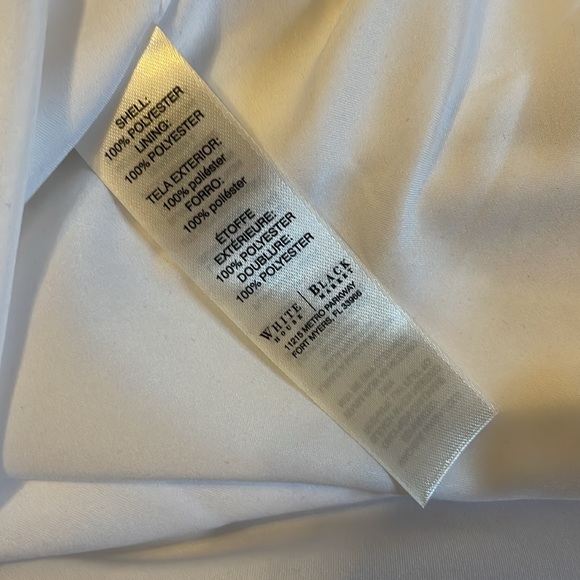 SHELL:
100% POLYESTER
LINING:
100% POLYESTER
TELA EXTERIOR:
100% poliéster
FORRO:
100% poliéster
ÉTOFFE
EXTÉRIEURE:
100% POLYESTER
DOUBLURE:
100% POLYESTER
WHITE | BLACK
HOUSE MARKET
11215 METRO PARKWAY
FORT MYERS, FL 33966